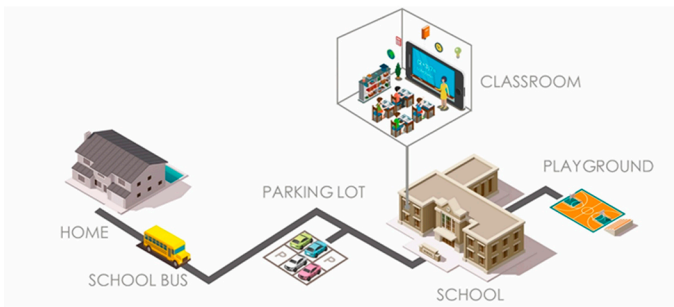 CLASSROOM
PLAYGROUND
PARKING LOT
HOME
SCHOOL BUS
SCHOOL
P
P